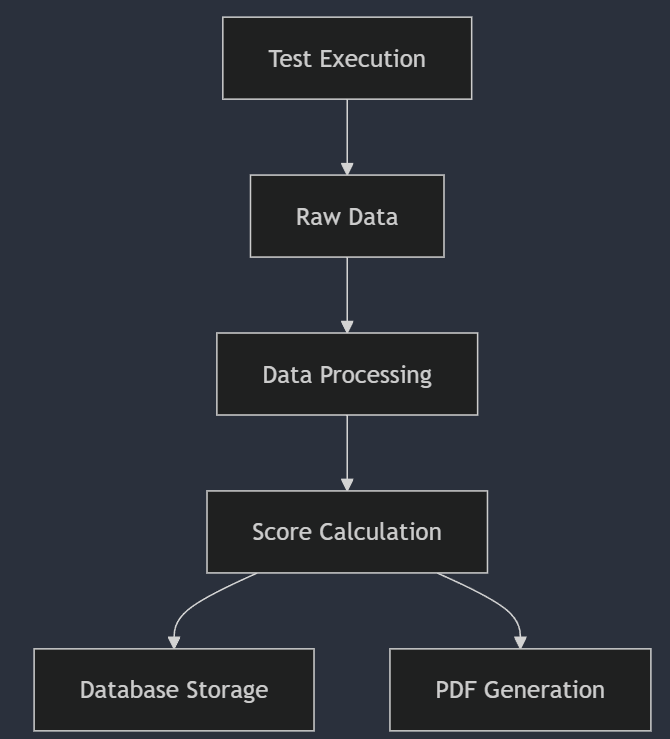 Test Execution
Raw Data
Data Processing
Score Calculation
Database Storage
PDF Generation